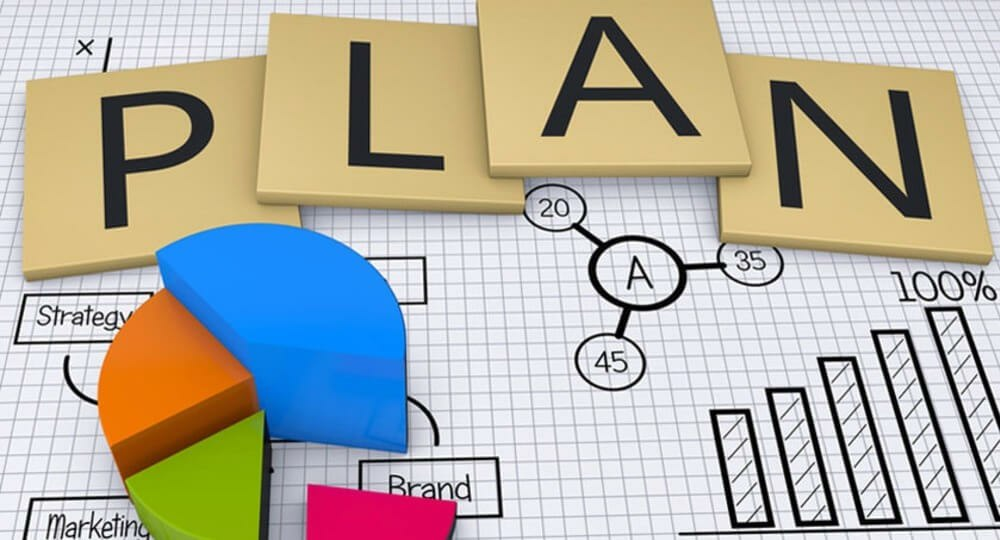 ×
PLAN
20
A
35
45
100%
Strategy
Brand
Marketing